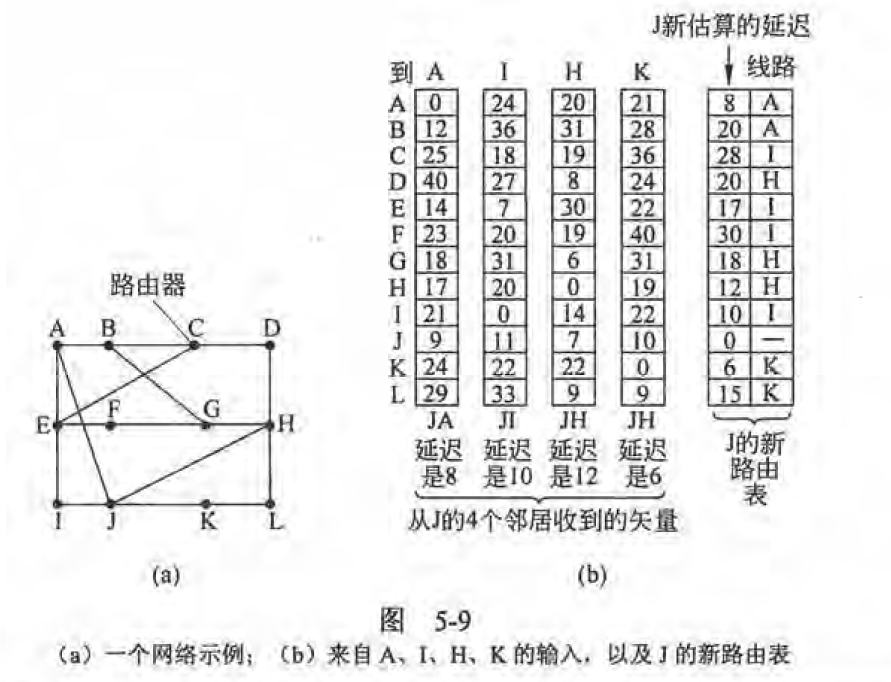 J新估算的延迟
到 A I H K 线路
A 0 24 20 21 8 A
B 12 36 31 28 20 A
C 25 18 19 36 28 I
D 40 27 8 24 20 H
E 14 7 30 22 17 I
F 23 20 19 40 30 I
G 18 31 6 31 18 H
H 17 20 0 19 12 H
I 21 0 14 22 10 I
J 9 11 7 10 0 —
K 24 22 22 0 6 K
L 29 33 9 9 15 K
JA JI JH JH
延迟 延迟 延迟 延迟
是8 是10 是12 是6
J的新
路由
表
从J的4个邻居收到的矢量
路由器
A B C D
E F G H
I J K L
(a)
(b)
图 5-9
（a）一个网络示例；（b）来自 A、I、H、K 的输入，以及 J 的新路由表